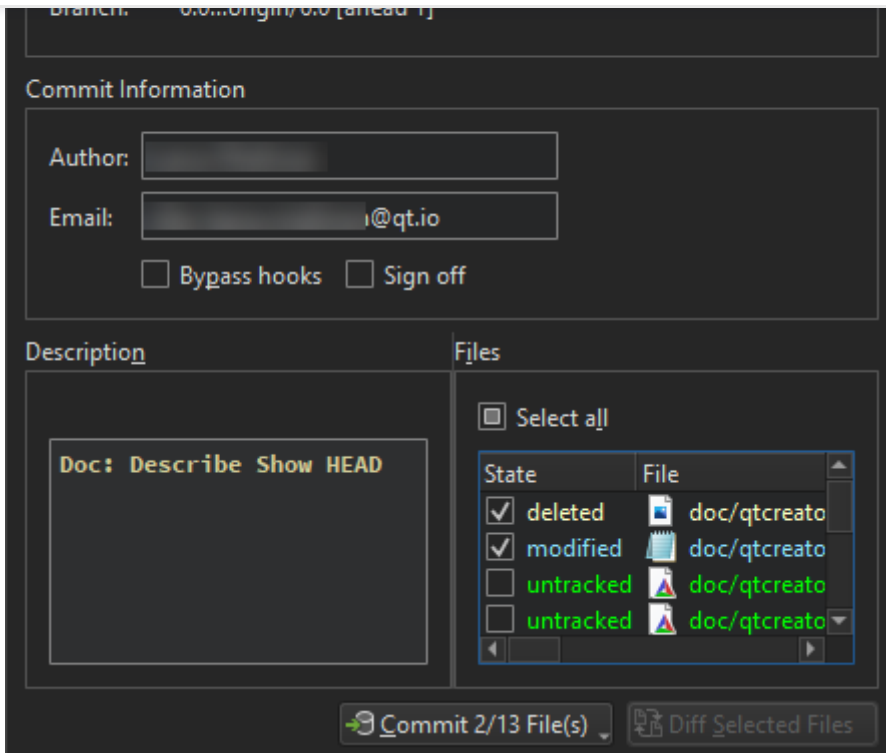 Commit Information
Author:
Email: @qt.io
Bypass hooks Sign off
Description
Doc: Describe Show HEAD
Files
Select all
State File
deleted doc/qtcreato
modified doc/qtcreato
untracked doc/qtcreato
untracked doc/qtcreato
Commit 2/13 File(s) Diff Selected Files